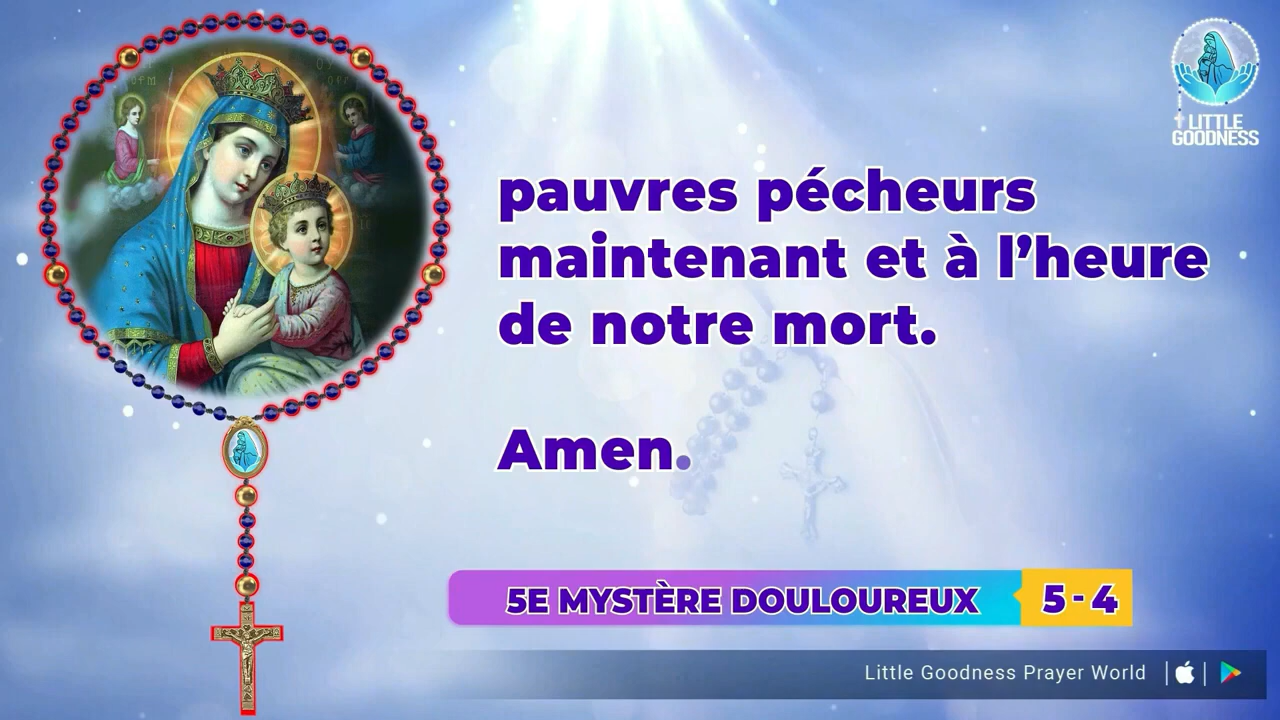 LITTLE
GOODNESS
pauvres pécheurs
maintenant et à l’heure
de notre mort.
Amen.
5E MYSTÈRE DOULOUREUX 5 - 4
Little Goodness Prayer World